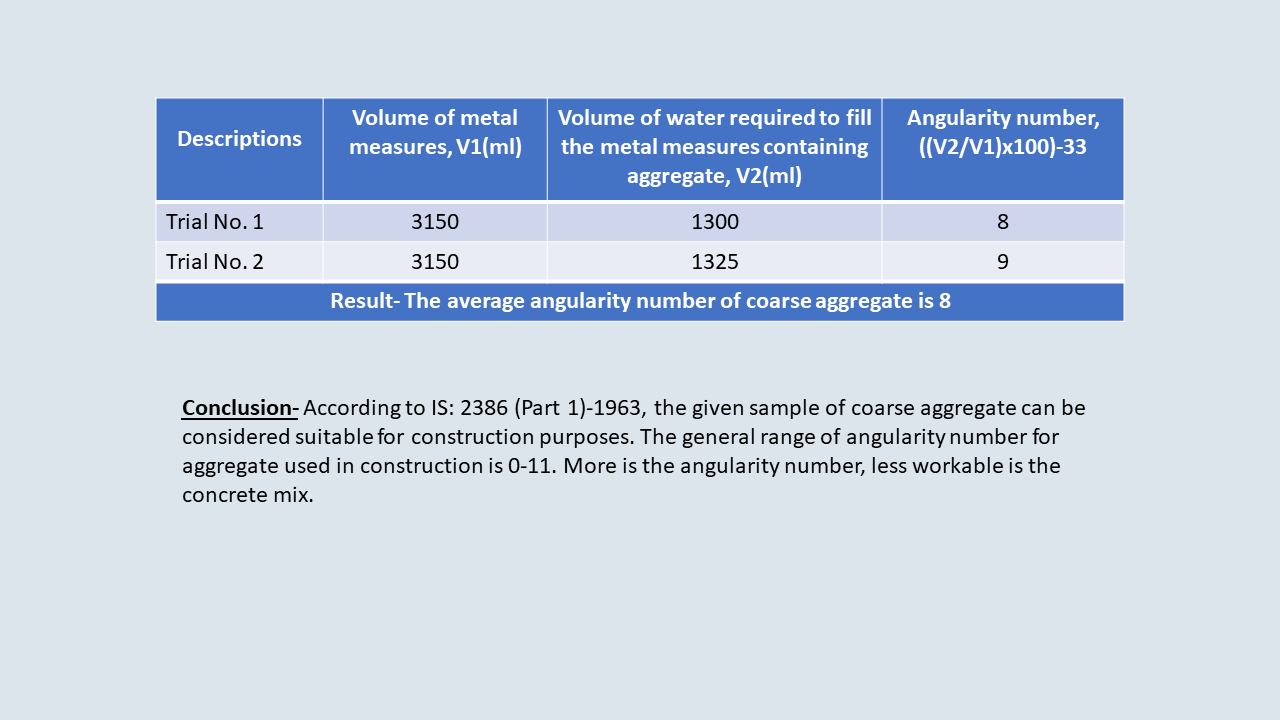 Descriptions
Volume of metal
measures, V1(ml)
Volume of water required to fill
the metal measures containing
aggregate, V2(ml)
Angularity number,
((V2/V1)x100)-33
Trial No. 1 3150 1300 8
Trial No. 2 3150 1325 9
Result- The average angularity number of coarse aggregate is 8
Conclusion- According to IS: 2386 (Part 1)-1963, the given sample of coarse aggregate can be
considered suitable for construction purposes. The general range of angularity number for
aggregate used in construction is 0-11. More is the angularity number, less workable is the
concrete mix.